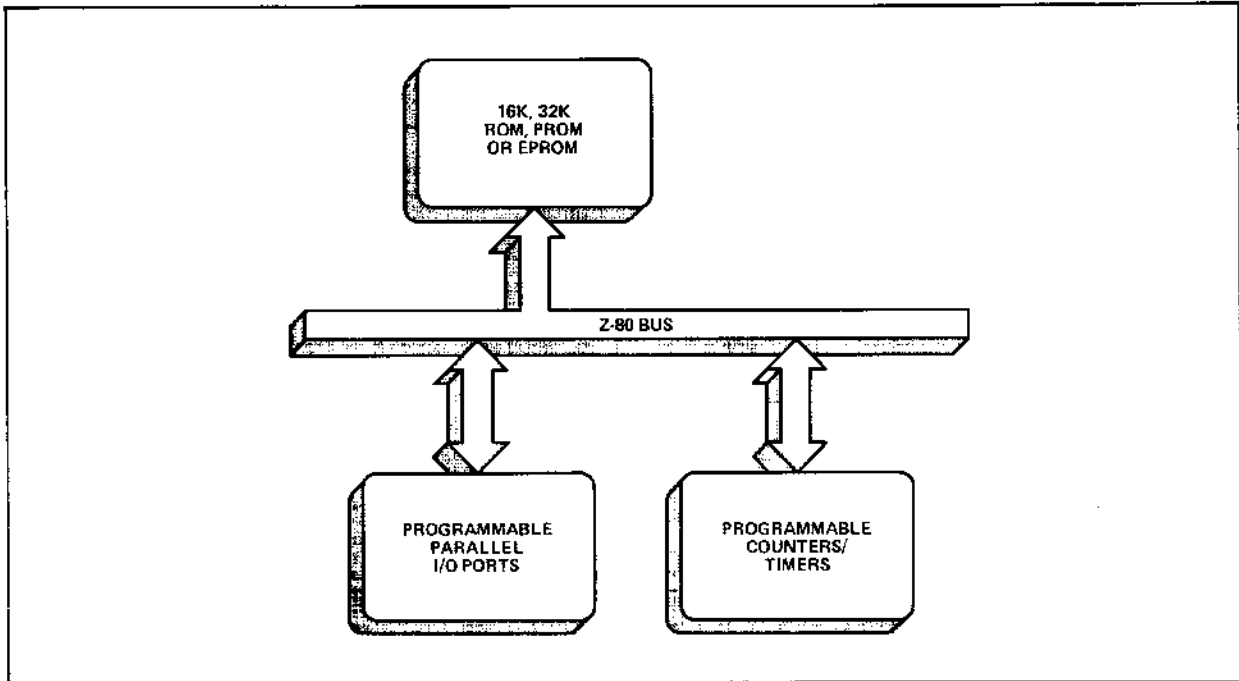 16K, 32K
ROM, PROM
OR EPROM
Z-80 BUS
PROGRAMMABLE
PARALLEL
I/O PORTS
PROGRAMMABLE
COUNTERS/
TIMERS